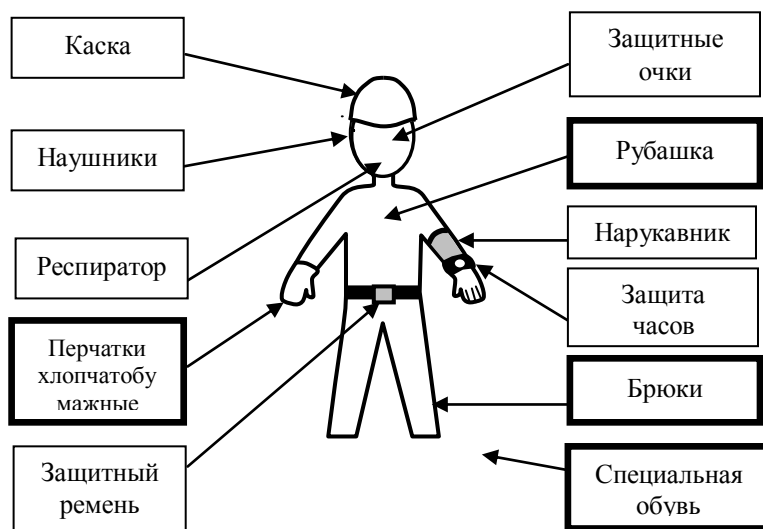 Каска
Наушники
Респиратор
Перчатки
хлопчатобу
мажные
Защитный
ремень
Защитные
очки
Рубашка
Нарукавник
Защита
часов
Брюки
Специальная
обувь